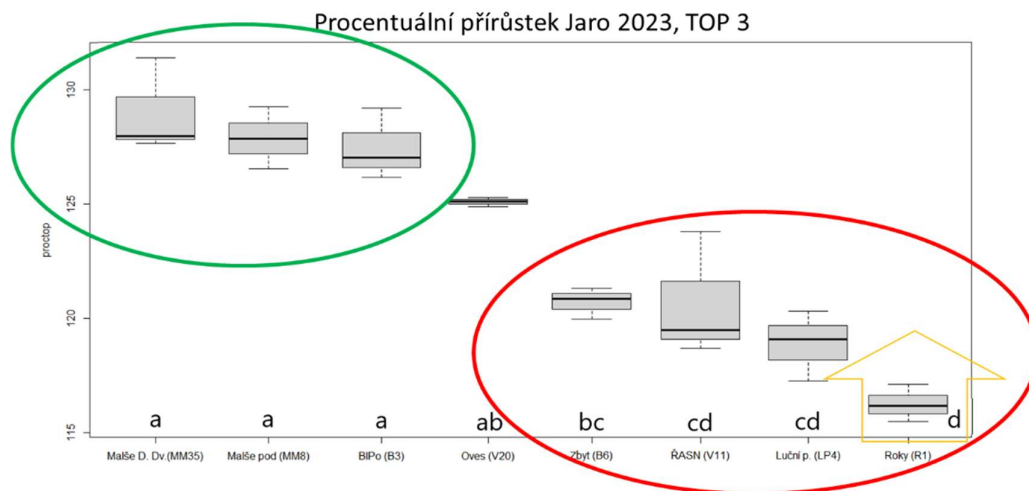 Procentuální přírůstek Jaro 2023, TOP 3
proctop
130
125
120
115
a a a ab bc cd cd d
Malše D. Dv.(MM35) Malše pod (MM8) BlPo (B3) Oves (V20) Zbyt (B6) ŘASN (V11) Luční p. (LP4) Roky (R1)